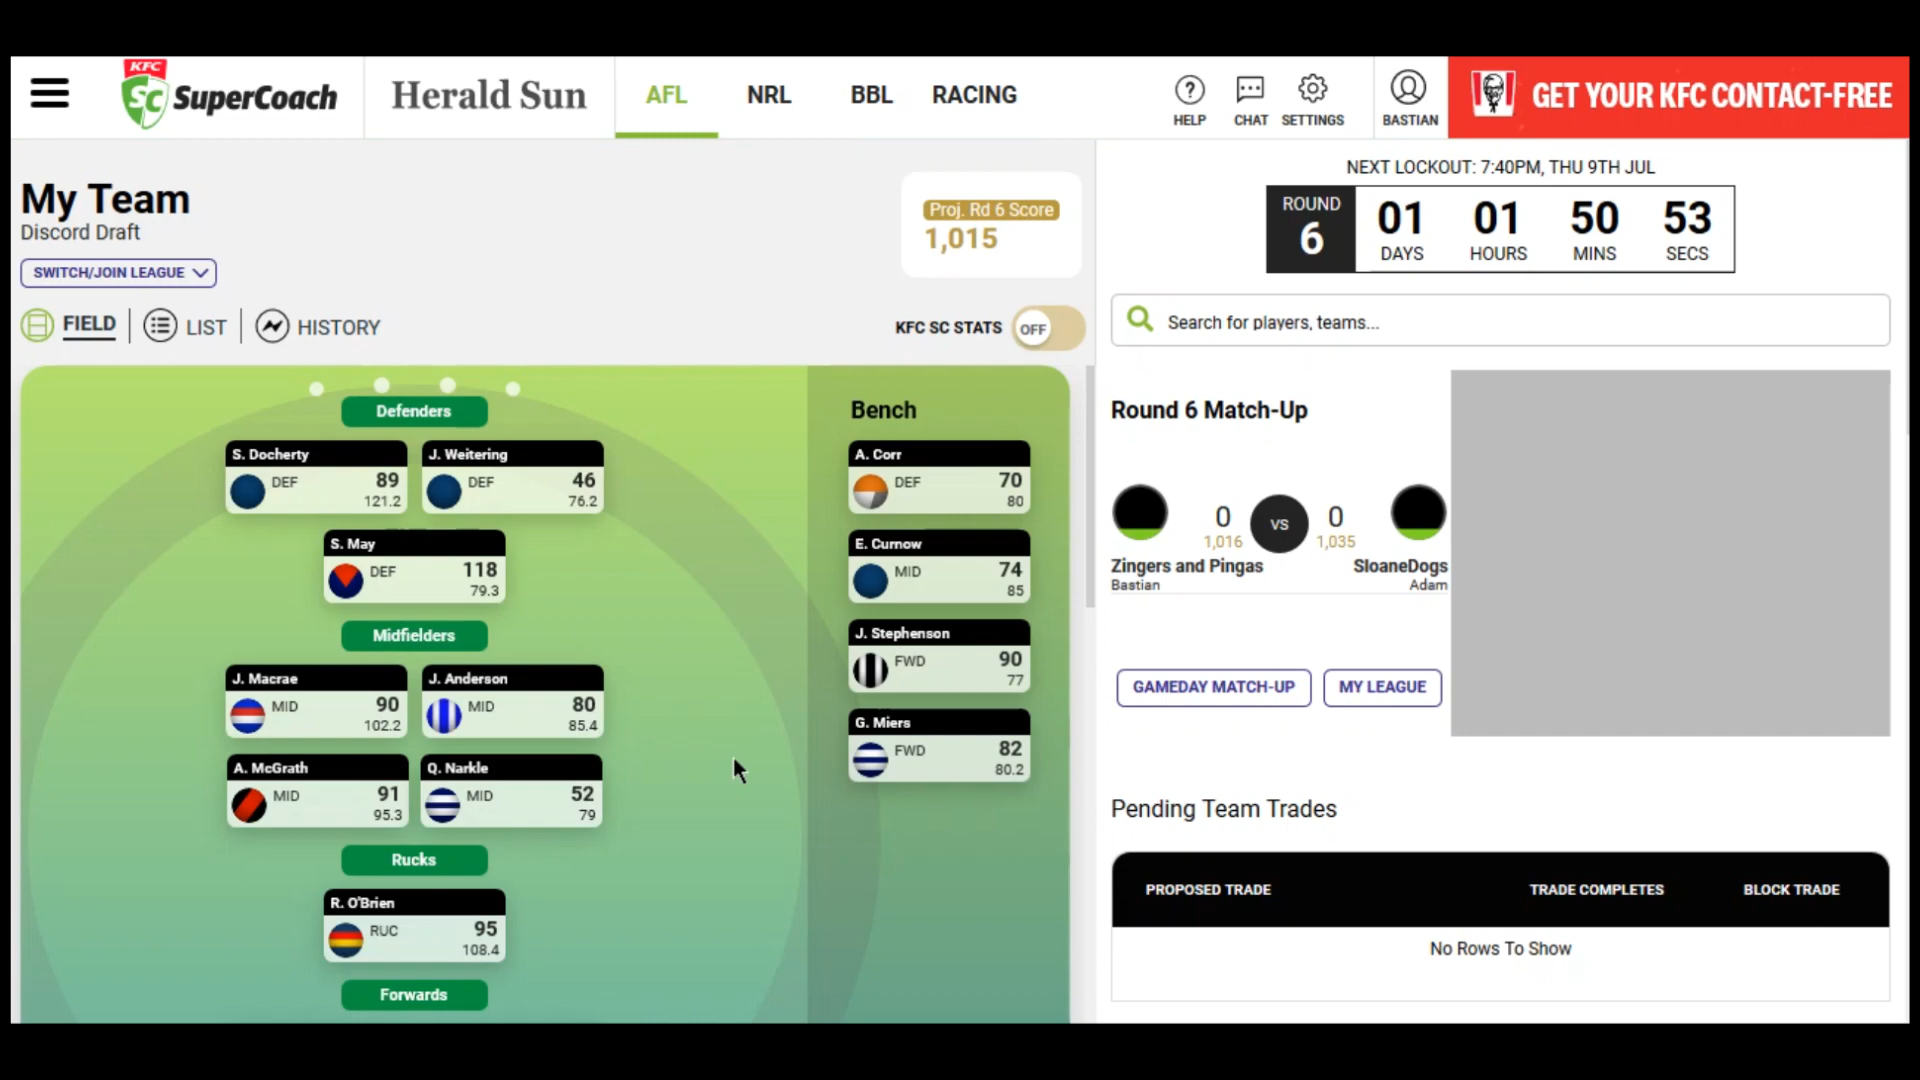 KFC
SC SuperCoach
Herald Sun
AFL
NRL
BBL
RACING
HELP
CHAT
SETTINGS
BASTIAN
GET YOUR KFC CONTACT-FREE
My Team
Discord Draft
SWITCH/JOIN LEAGUE
Proj. Rd 6 Score
1,015
FIELD
LIST
HISTORY
KFC SC STATS
OFF
Defenders
S. Docherty
DEF
89
121.2
J. Weitering
DEF
46
76.2
S. May
DEF
118
79.3
Midfielders
J. Macrae
MID
90
102.2
J. Anderson
MID
80
85.4
A. McGrath
MID
91
95.3
Q. Narkle
MID
52
79
Rucks
R. O'Brien
RUC
95
108.4
Forwards
Bench
A. Corr
DEF
70
80
E. Curnow
MID
74
85
J. Stephenson
FWD
90
77
G. Miers
FWD
82
80.2
NEXT LOCKOUT: 7:40PM, THU 9TH JUL
ROUND
6
01
DAYS
01
HOURS
50
MINS
53
SECS
Search for players, teams...
Round 6 Match-Up
0
1,016
VS
0
1,035
Zingers and Pingas
Bastian
SloaneDogs
Adam
GAMEDAY MATCH-UP
MY LEAGUE
Pending Team Trades
PROPOSED TRADE
TRADE COMPLETES
BLOCK TRADE
No Rows To Show